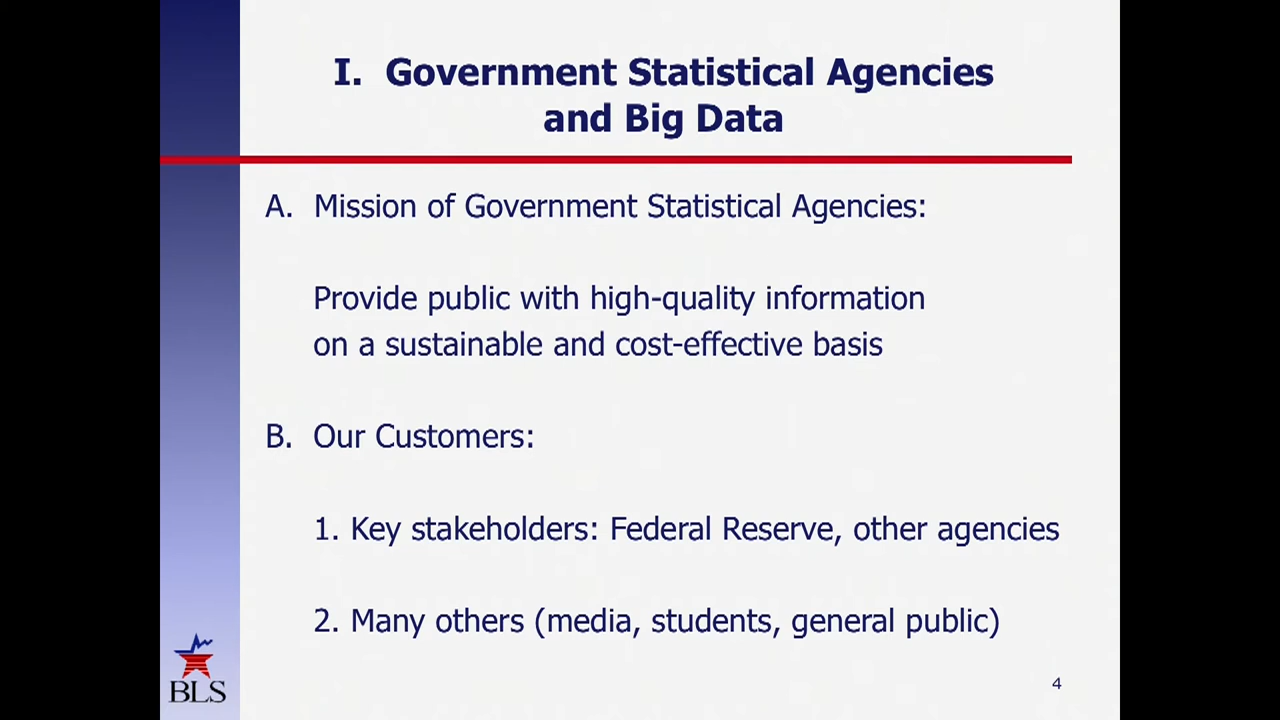 I. Government Statistical Agencies
and Big Data
A. Mission of Government Statistical Agencies:
Provide public with high-quality information
on a sustainable and cost-effective basis
B. Our Customers:
1. Key stakeholders: Federal Reserve, other agencies
2. Many others (media, students, general public)
BLS
4